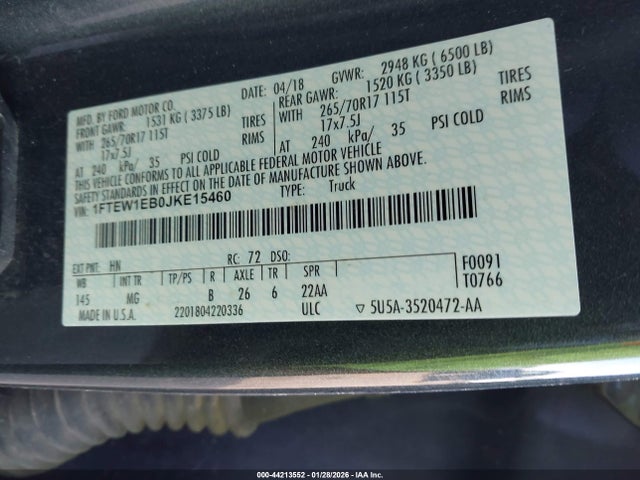 MFD. BY FORD MOTOR CO.
DATE: 04/18 GVWR: 2948 KG ( 6500 LB)
FRONT GAWR: 1531 KG ( 3375 LB) REAR GAWR: 1520 KG ( 3350 LB)
WITH 265/70R17 115T TIRES WITH 265/70R17 115T TIRES
17x7.5J RIMS 17x7.5J RIMS
AT 240 kPa/ 35 PSI COLD AT 240 kPa/ 35 PSI COLD
THIS VEHICLE CONFORMS TO ALL APPLICABLE FEDERAL MOTOR VEHICLE
SAFETY STANDARDS IN EFFECT ON THE DATE OF MANUFACTURE SHOWN ABOVE.
VIN: 1FTEW1EB0JKE15460 TYPE: Truck
EXT PNT: HN RC: 72 DSO: F0091
WB INT TR TP/PS R AXLE TR SPR T0766
145 MG B 26 6 22AA
MADE IN U.S.A. 2201804220336 ULC ▽ 5U5A-3520472-AA
000-44213552 | 01/28/2026 - IAA Inc.